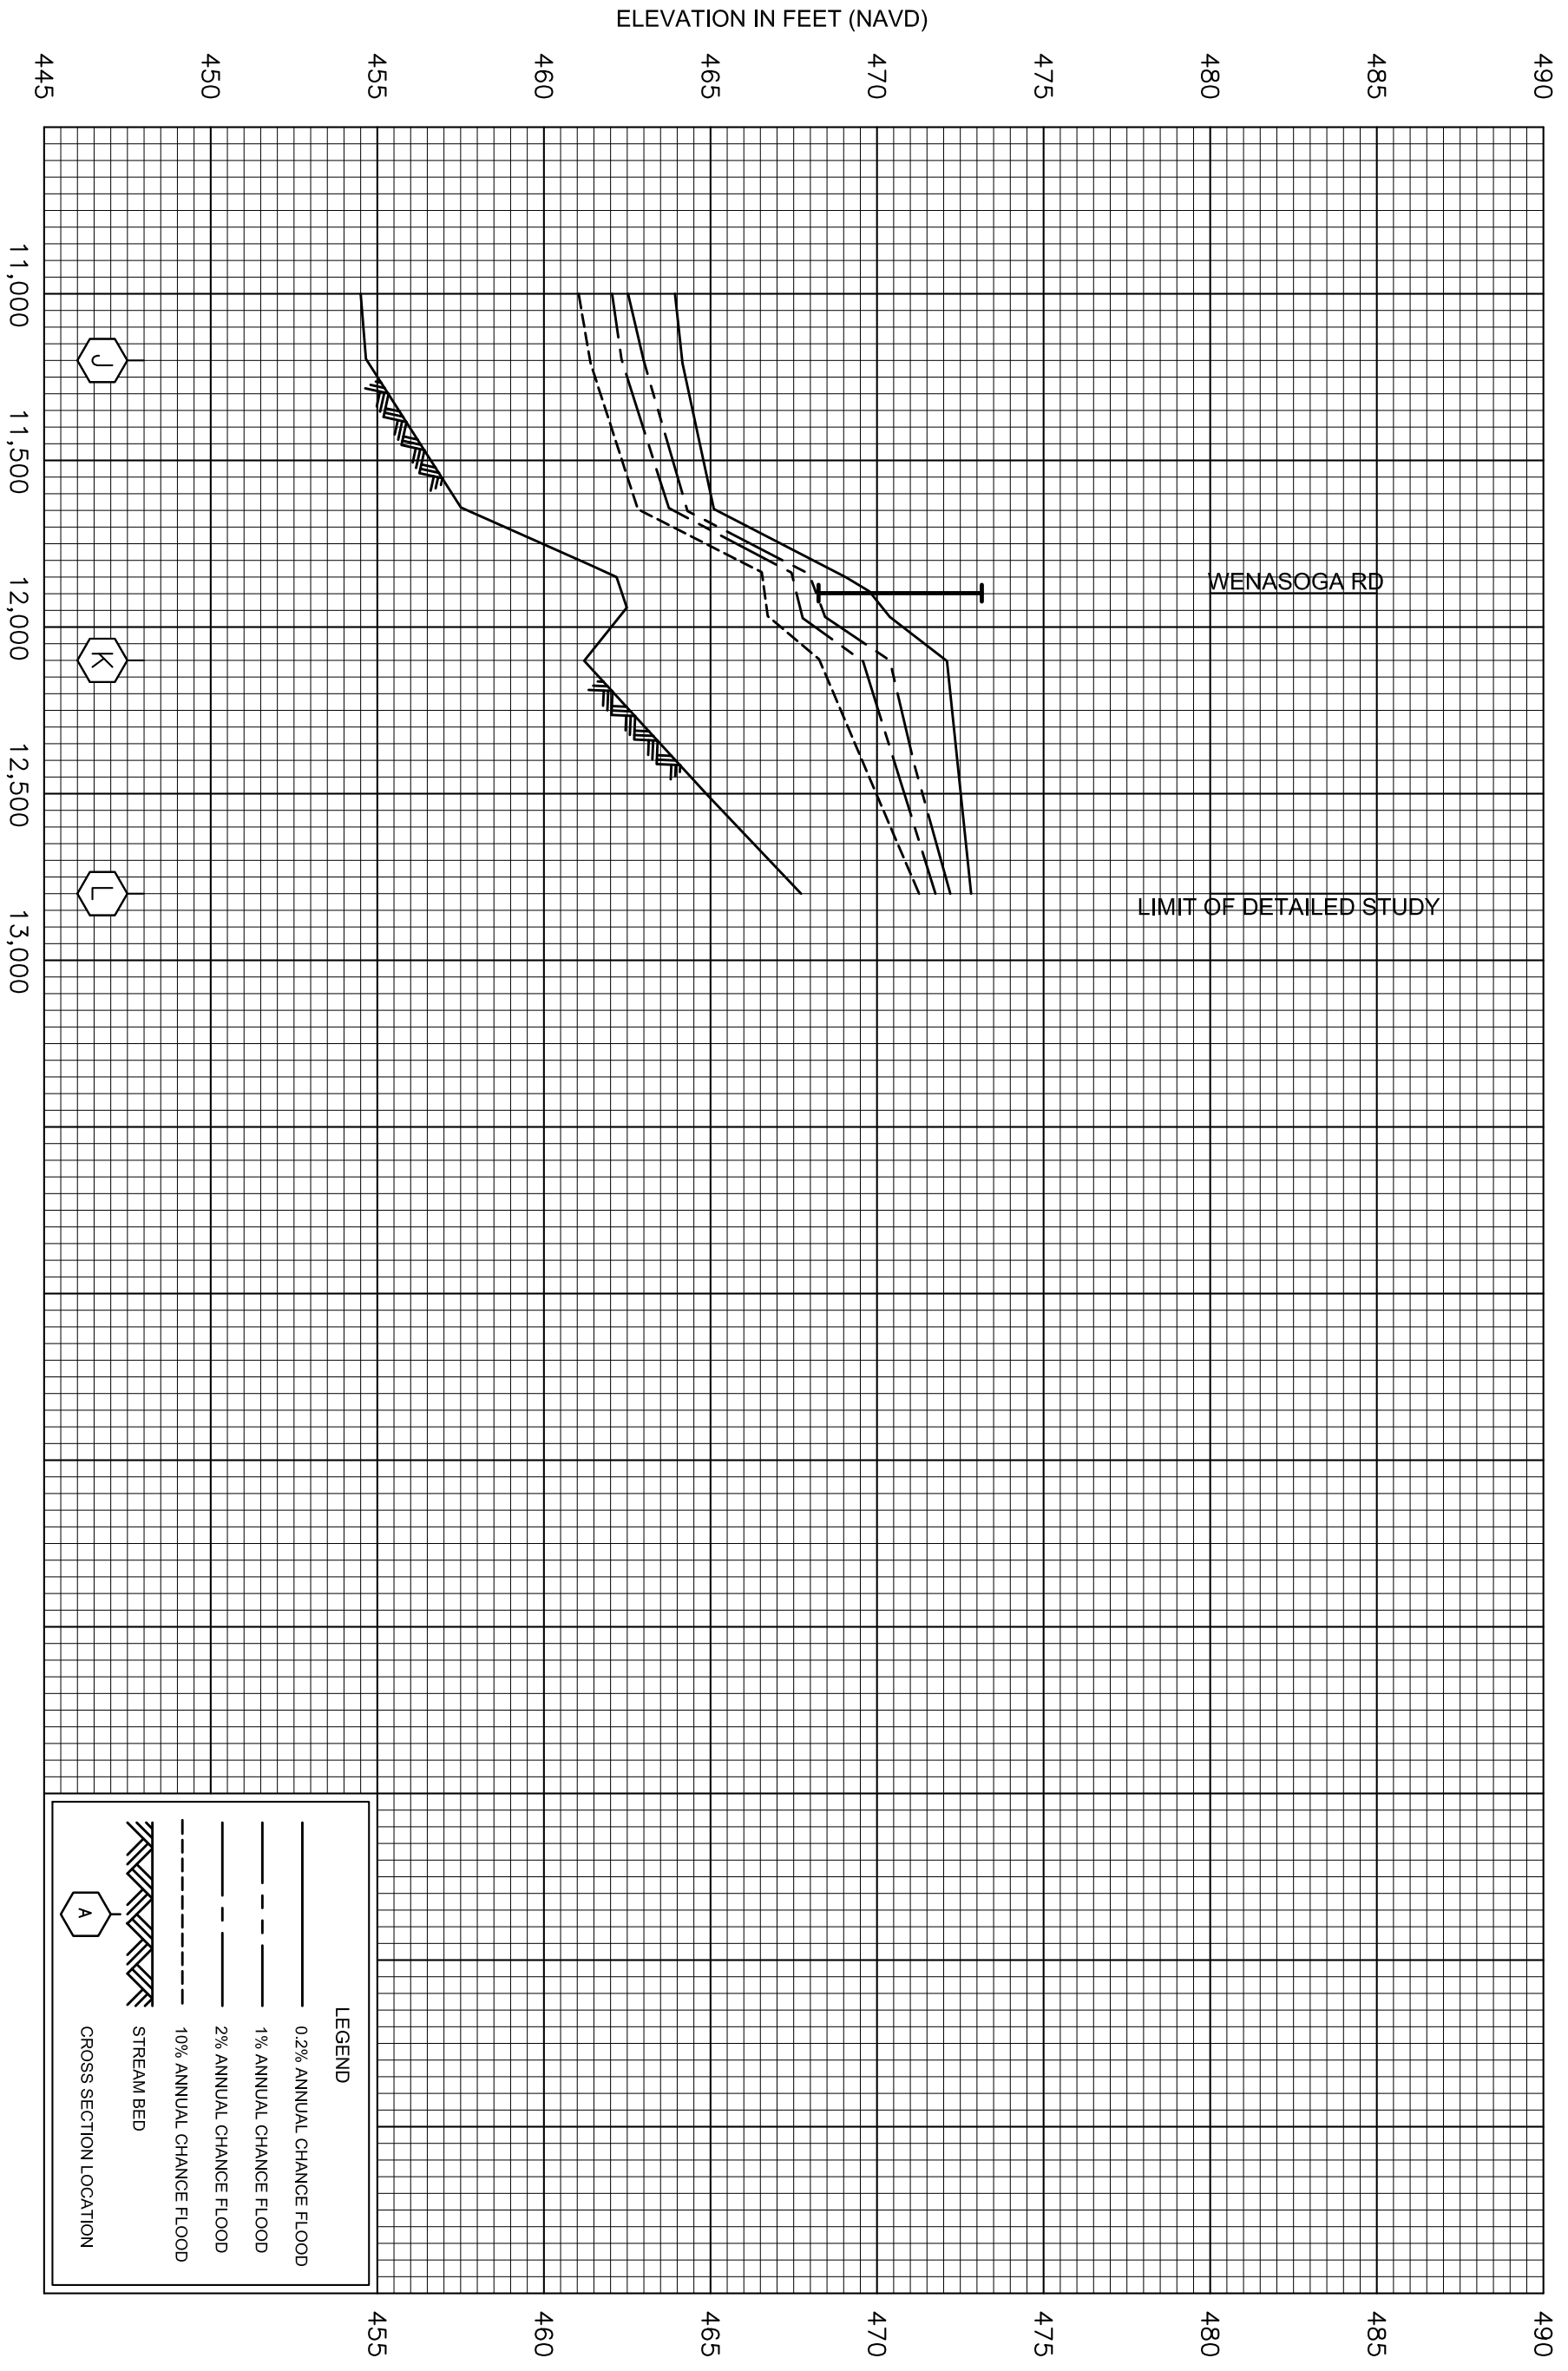 ELEVATION IN FEET (NAVD)
490
485
480
475
470
465
460
455
450
445
490
485
480
475
470
465
460
455
WENASOGA RD
LIMIT OF DETAILED STUDY
11,000
11,500
12,000
12,500
13,000
J
K
L
LEGEND
0.2% ANNUAL CHANCE FLOOD
1% ANNUAL CHANCE FLOOD
2% ANNUAL CHANCE FLOOD
10% ANNUAL CHANCE FLOOD
STREAM BED
A
CROSS SECTION LOCATION